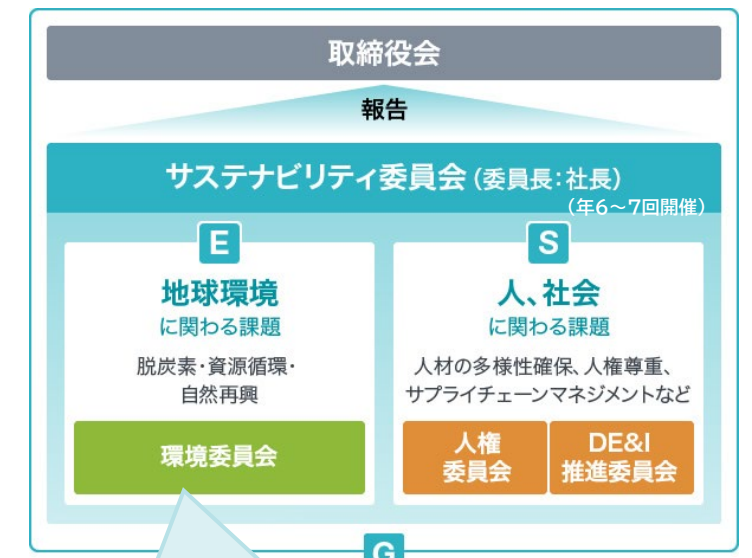 取締役会
報告
サステナビリティ委員会（委員長：社長）
（年6～7回開催）
E
地球環境
に関わる課題
脱炭素・資源循環・
自然再興
環境委員会
S
人、社会
に関わる課題
人材の多様性確保、人権尊重、
サプライチェーンマネジメントなど
人権
委員会
DE&I
推進委員会
G